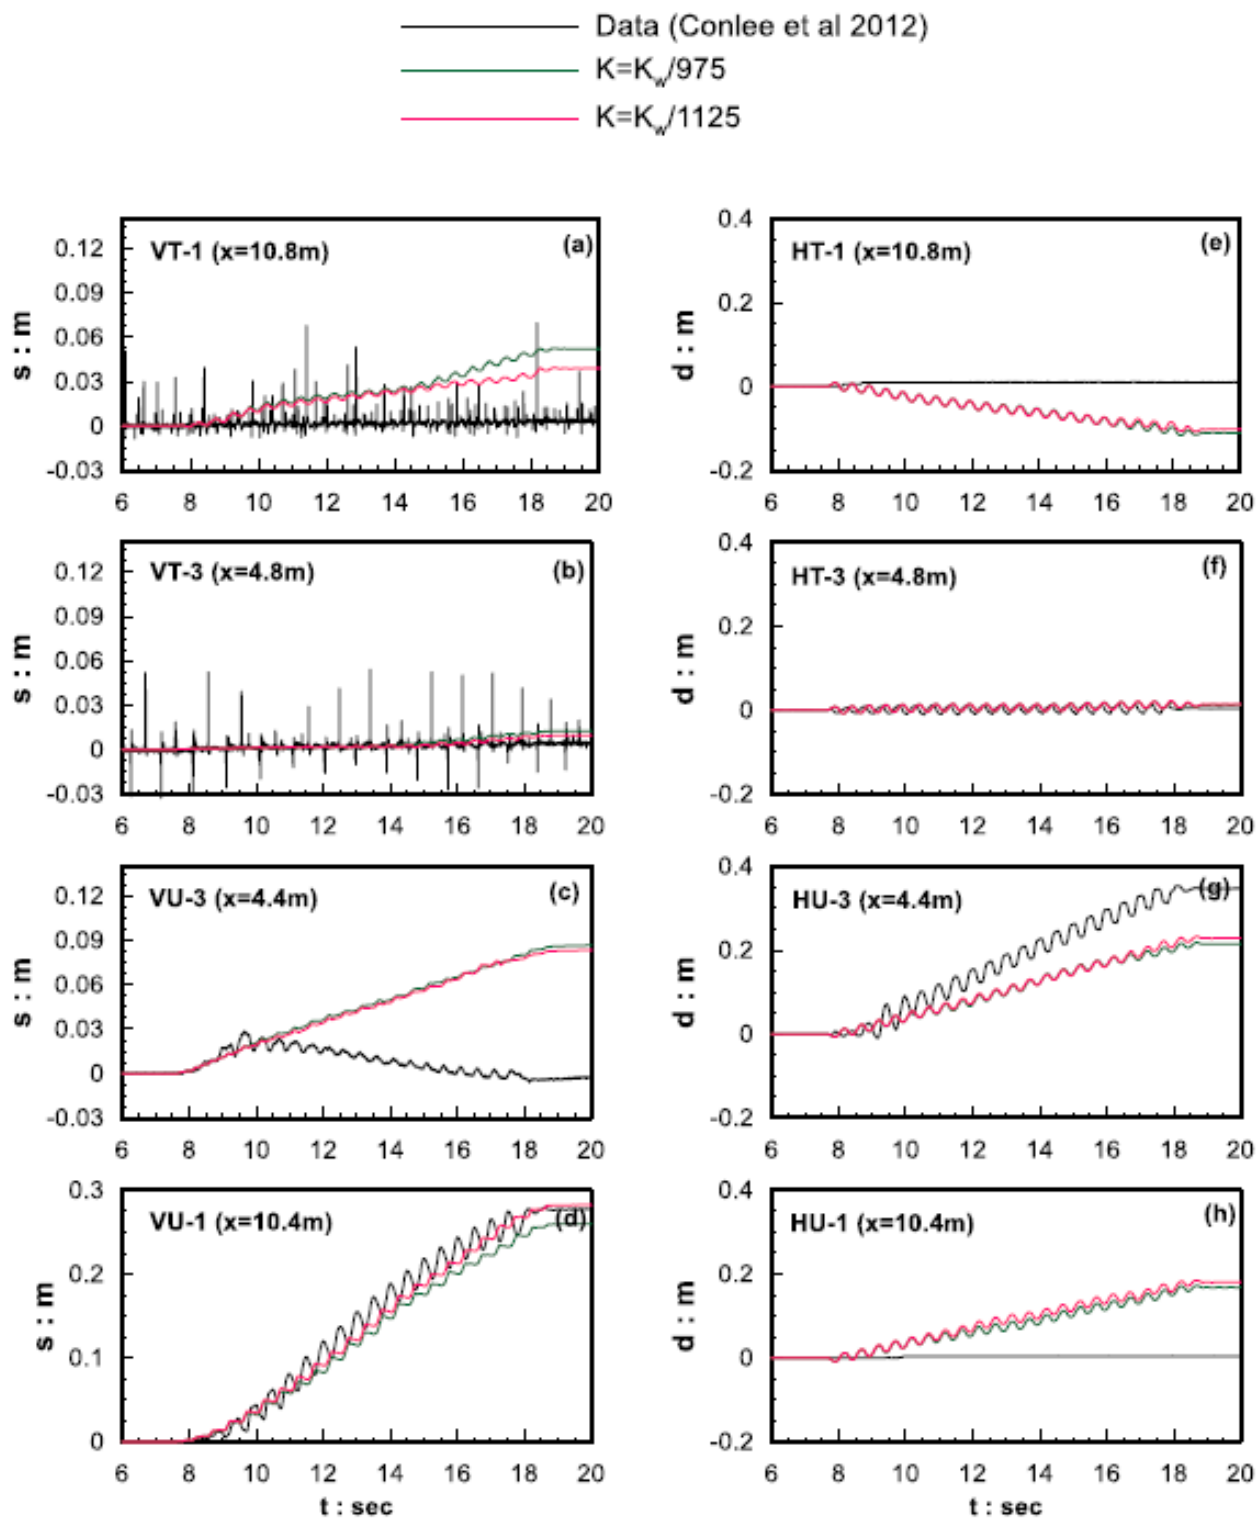 Data (Conlee et al 2012)
K=Kw/975
K=Kw/1125
VT-1 (x=10.8m)
(a)
s : m
0.12
0.09
0.06
0.03
0
-0.03
6 8 10 12 14 16 18 20
HT-1 (x=10.8m)
(e)
d : m
0.4
0.2
0
-0.2
6 8 10 12 14 16 18 20
VT-3 (x=4.8m)
(b)
s : m
0.12
0.09
0.06
0.03
0
-0.03
6 8 10 12 14 16 18 20
HT-3 (x=4.8m)
(f)
d : m
0.4
0.2
0
-0.2
6 8 10 12 14 16 18 20
VU-3 (x=4.4m)
(c)
s : m
0.12
0.09
0.06
0.03
0
-0.03
6 8 10 12 14 16 18 20
HU-3 (x=4.4m)
(g)
d : m
0.4
0.2
0
-0.2
6 8 10 12 14 16 18 20
VU-1 (x=10.4m)
(d)
s : m
0.3
0.2
0.1
0
6 8 10 12 14 16 18 20
t : sec
HU-1 (x=10.4m)
(h)
d : m
0.4
0.2
0
-0.2
6 8 10 12 14 16 18 20
t : sec